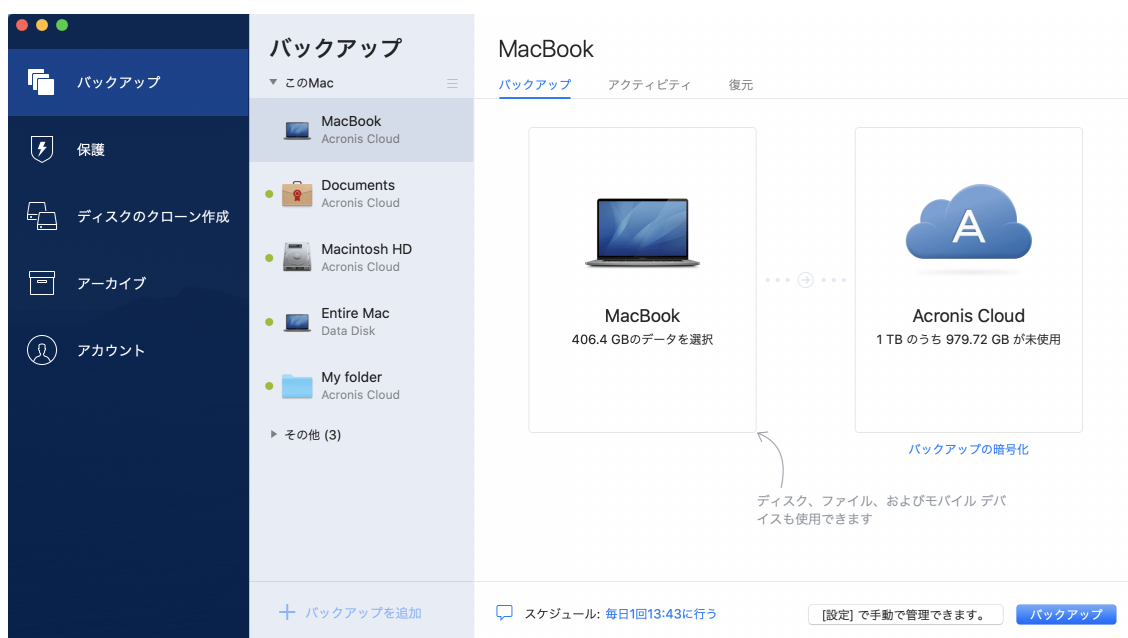 バックアップ
保護
ディスクのクローン作成
アーカイブ
アカウント
バックアップ
このMac
MacBook
Acronis Cloud
Documents
Acronis Cloud
Macintosh HD
Acronis Cloud
Entire Mac
Data Disk
My folder
Acronis Cloud
その他 (3)
バックアップを追加
MacBook
バックアップ
アクティビティ
復元
MacBook
406.4 GBのデータを選択
A
Acronis Cloud
1 TB のうち 979.72 GB が未使用
バックアップの暗号化
ディスク、ファイル、およびモバイル デバ
イスも使用できます
スケジュール: 毎日1回13:43に行う
[設定] で手動で管理できます。
バックアップ